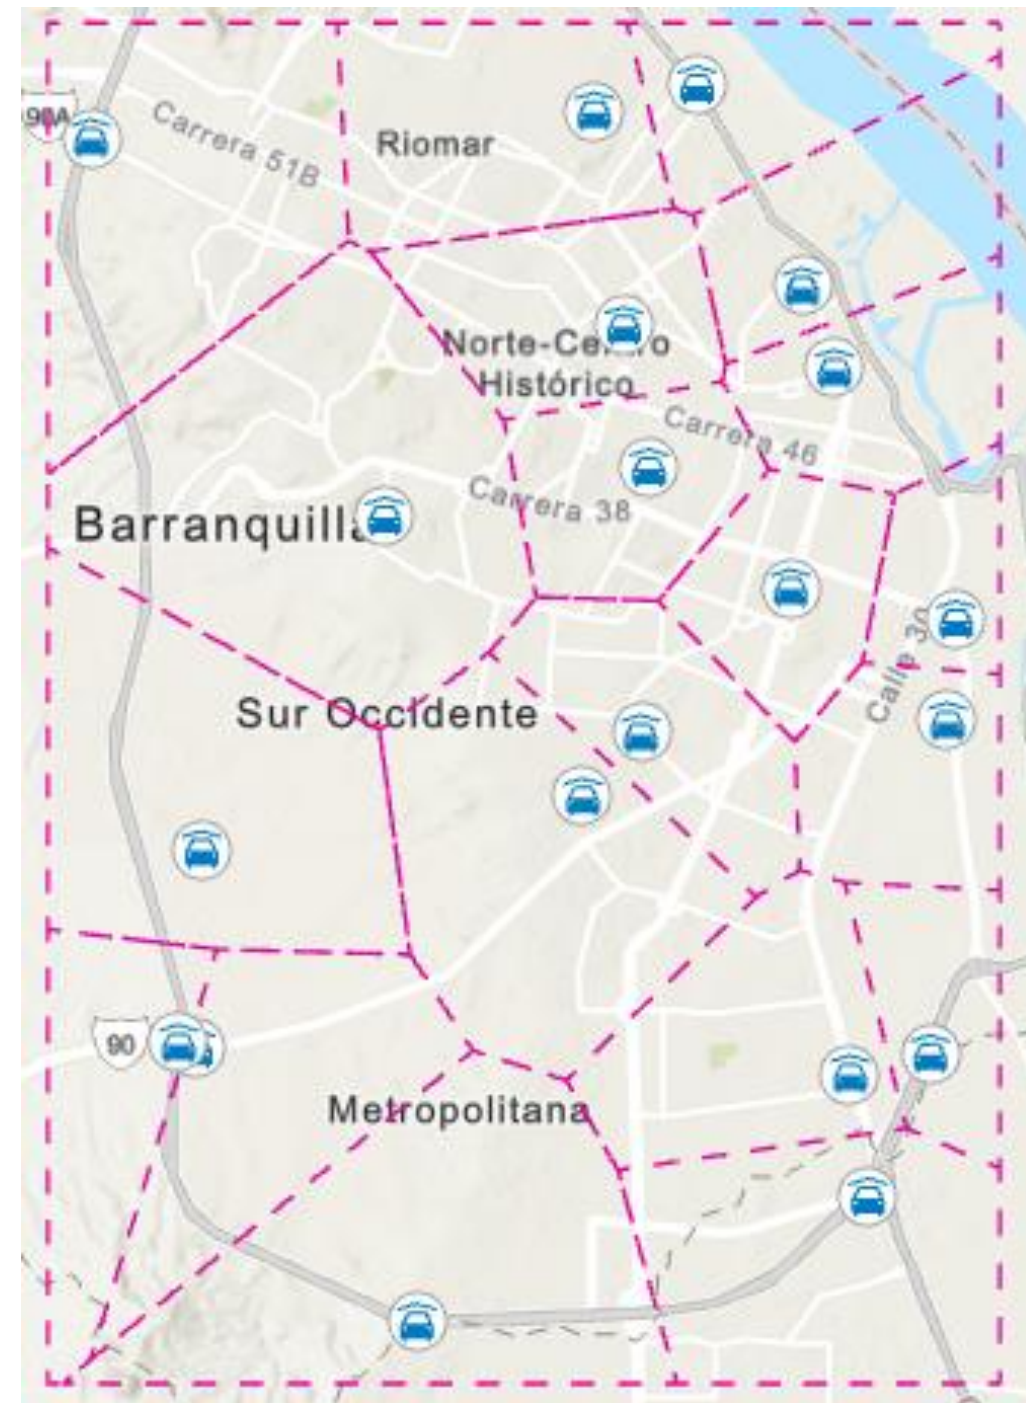 90A
Carrera 51B
Riomar
Norte-Centro
Histórico
Carrera 46
Carrera 38
Barranquilla
Calle 30
Sur Occidente
90
Metropolitana